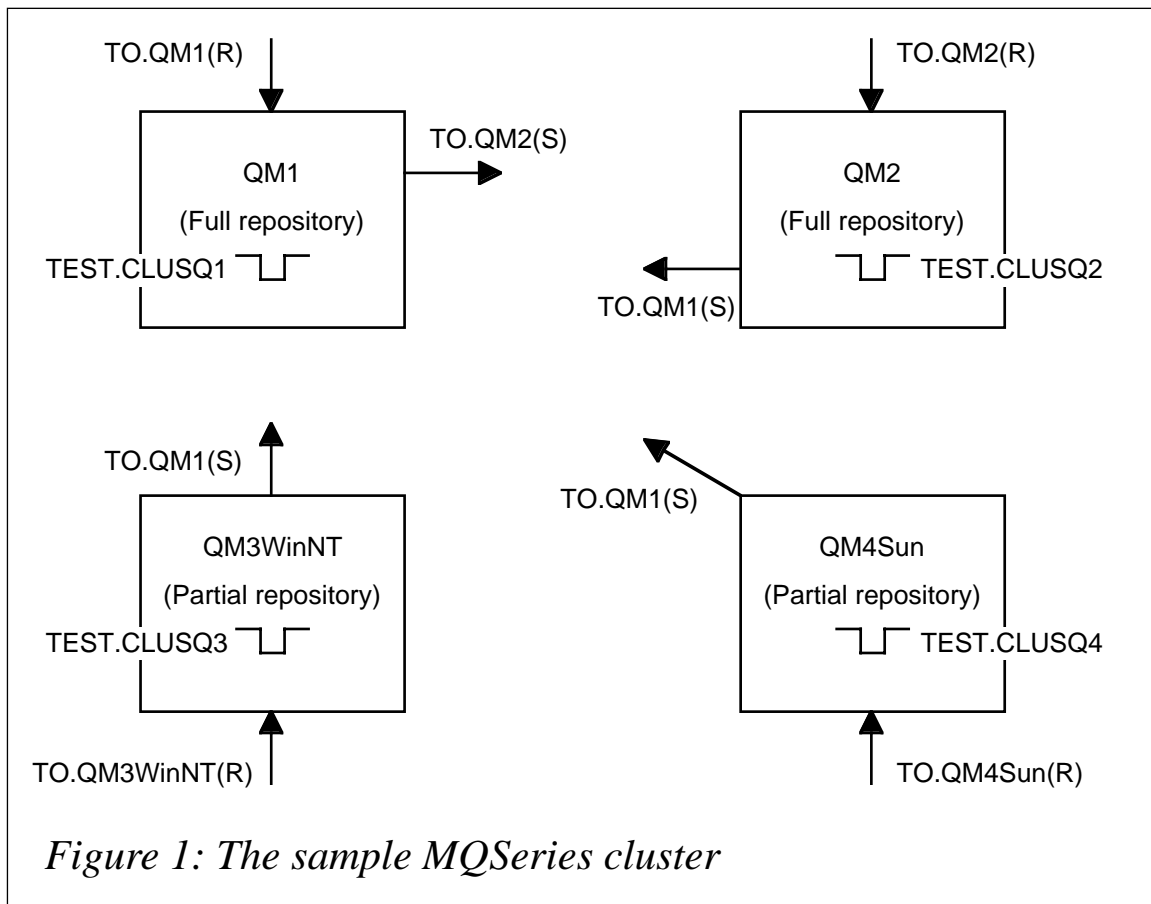 TO.QM1(R)
TO.QM2(R)
TO.QM2(S)
QM1
(Full repository)
TEST.CLUSQ1
QM2
(Full repository)
TEST.CLUSQ2
TO.QM1(S)
TO.QM1(S)
QM3WinNT
(Partial repository)
TEST.CLUSQ3
TO.QM3WinNT(R)
TO.QM1(S)
QM4Sun
(Partial repository)
TEST.CLUSQ4
TO.QM4Sun(R)
Figure 1: The sample MQSeries cluster